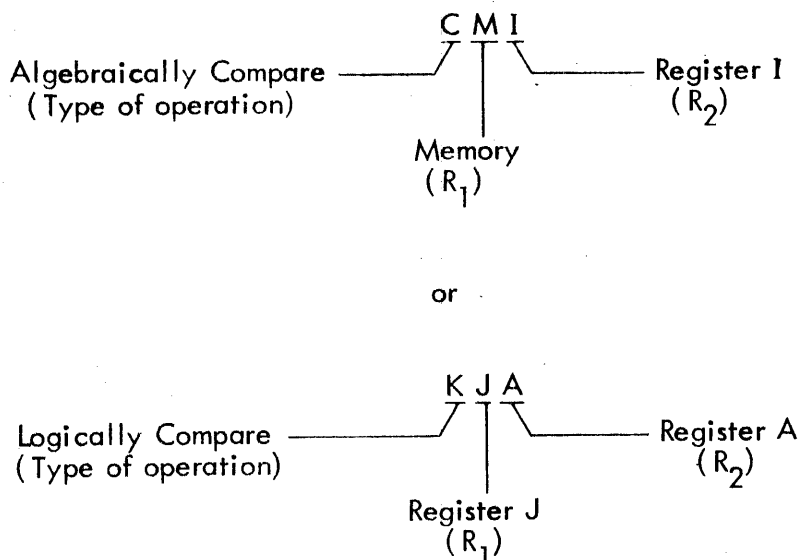 C M I
Algebraically Compare
(Type of operation)
Register I
(R2)
Memory
(R1)
or
K J A
Logically Compare
(Type of operation)
Register A
(R2)
Register J
(R1)